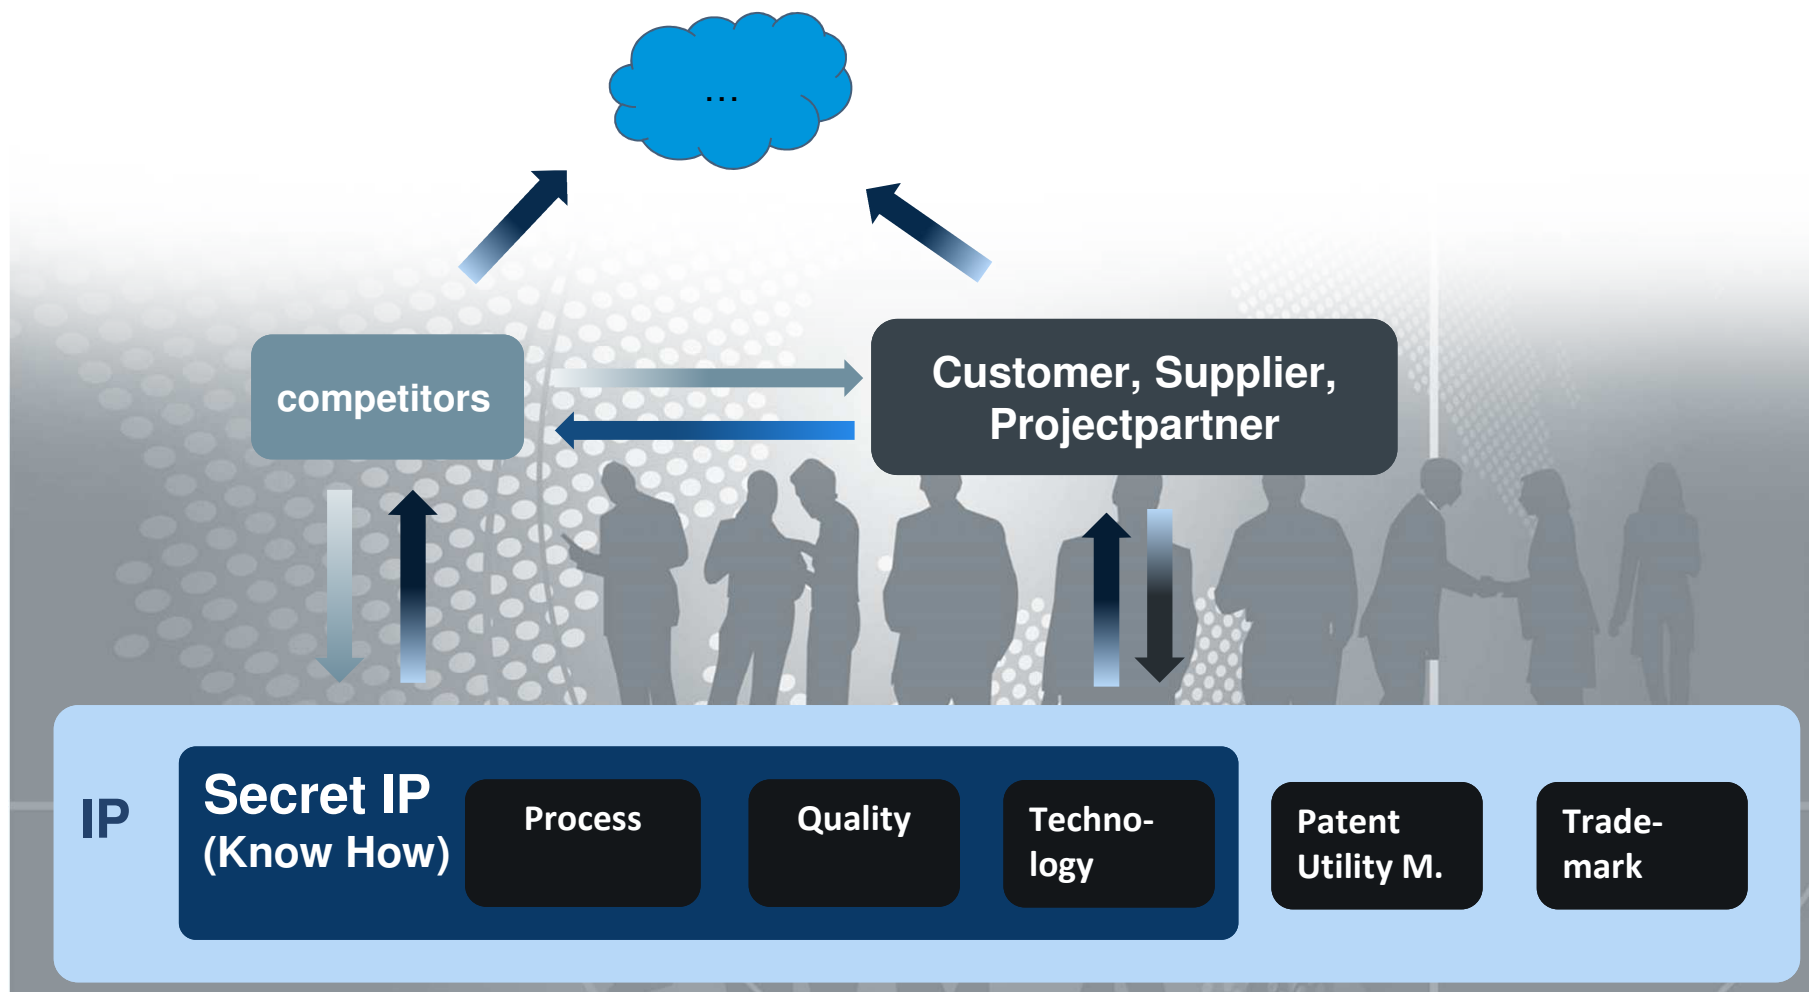 ...
competitors
Customer, Supplier,
Projectpartner
IP
Secret IP
(Know How)
Process
Quality
Techno-
logy
Patent
Utility M.
Trade-
mark